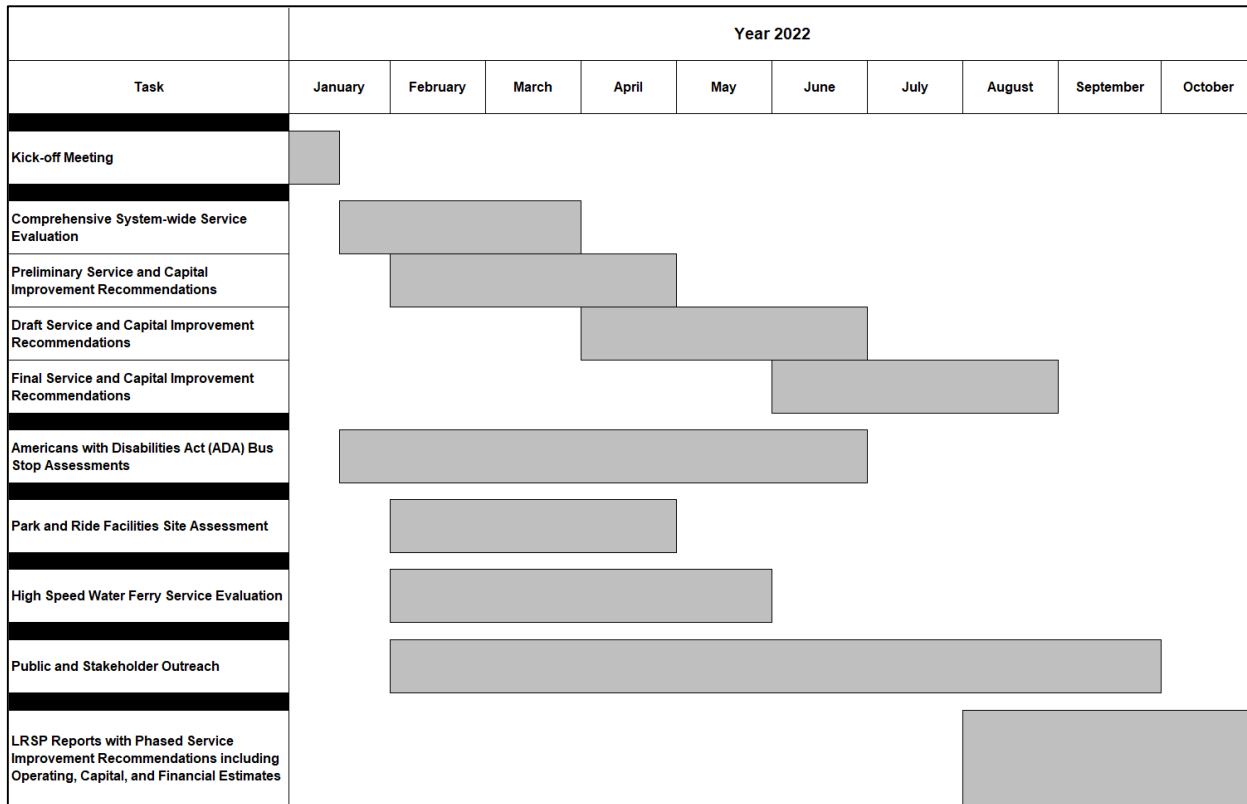 Year 2022
Task
January
February
March
April
May
June
July
August
September
October
Kick-off Meeting
Comprehensive System-wide Service
Evaluation
Preliminary Service and Capital
Improvement Recommendations
Draft Service and Capital Improvement
Recommendations
Final Service and Capital Improvement
Recommendations
Americans with Disabilities Act (ADA) Bus
Stop Assessments
Park and Ride Facilities Site Assessment
High Speed Water Ferry Service Evaluation
Public and Stakeholder Outreach
LRSP Reports with Phased Service
Improvement Recommendations including
Operating, Capital, and Financial Estimates